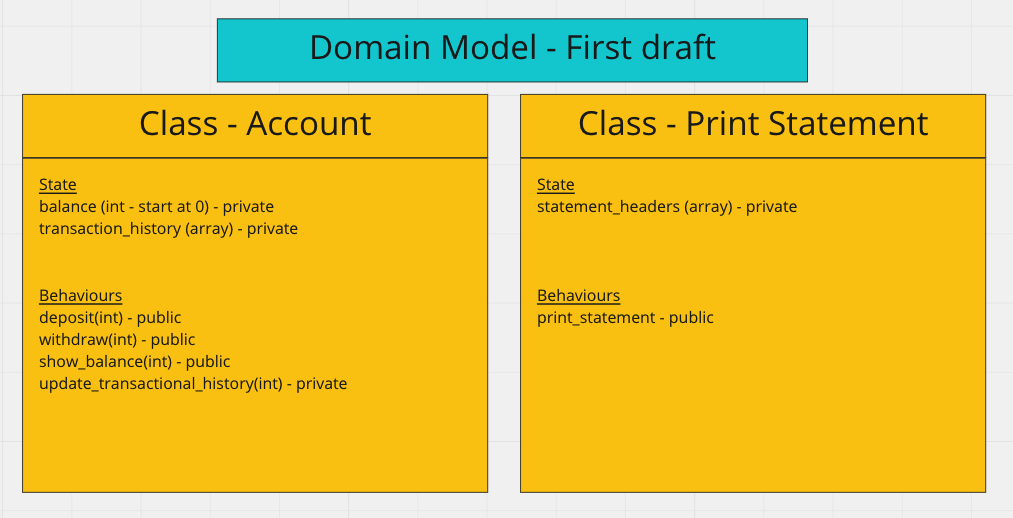 Domain Model - First draft
Class - Account
State
balance (int - start at 0) - private
transaction_history (array) - private
Behaviours
deposit(int) - public
withdraw(int) - public
show_balance(int) - public
update_transactional_history(int) - private
Class - Print Statement
State
statement_headers (array) - private
Behaviours
print_statement - public